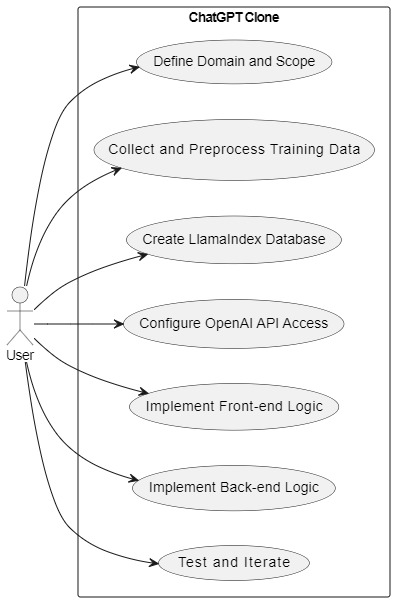 ChatGPT Clone
Define Domain and Scope
Collect and Preprocess Training Data
Create LlamaIndex Database
Configure OpenAI API Access
User
Implement Front-end Logic
Implement Back-end Logic
Test and Iterate